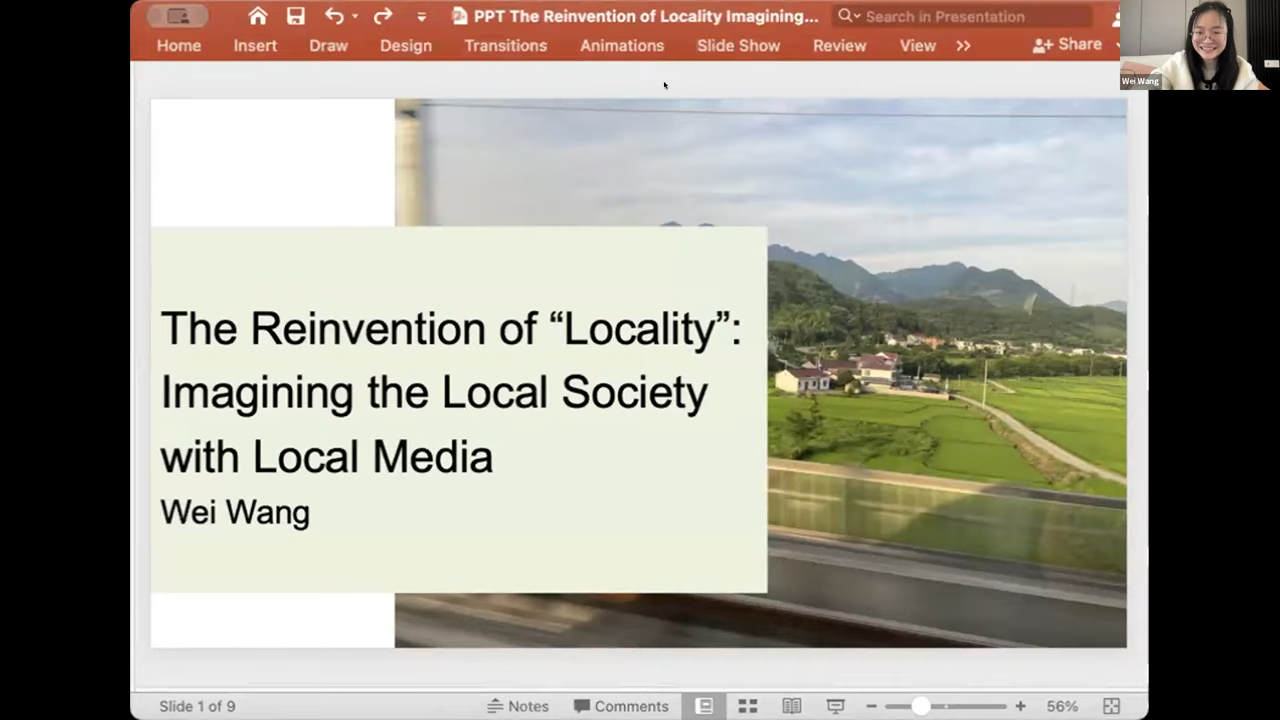 PPT The Reinvention of Locality Imagining...
Search in Presentation
Home Insert Draw Design Transitions Animations Slide Show Review View Share
Wei Wang
The Reinvention of “Locality”:
Imagining the Local Society
with Local Media
Wei Wang
Slide 1 of 9 Notes Comments 56%